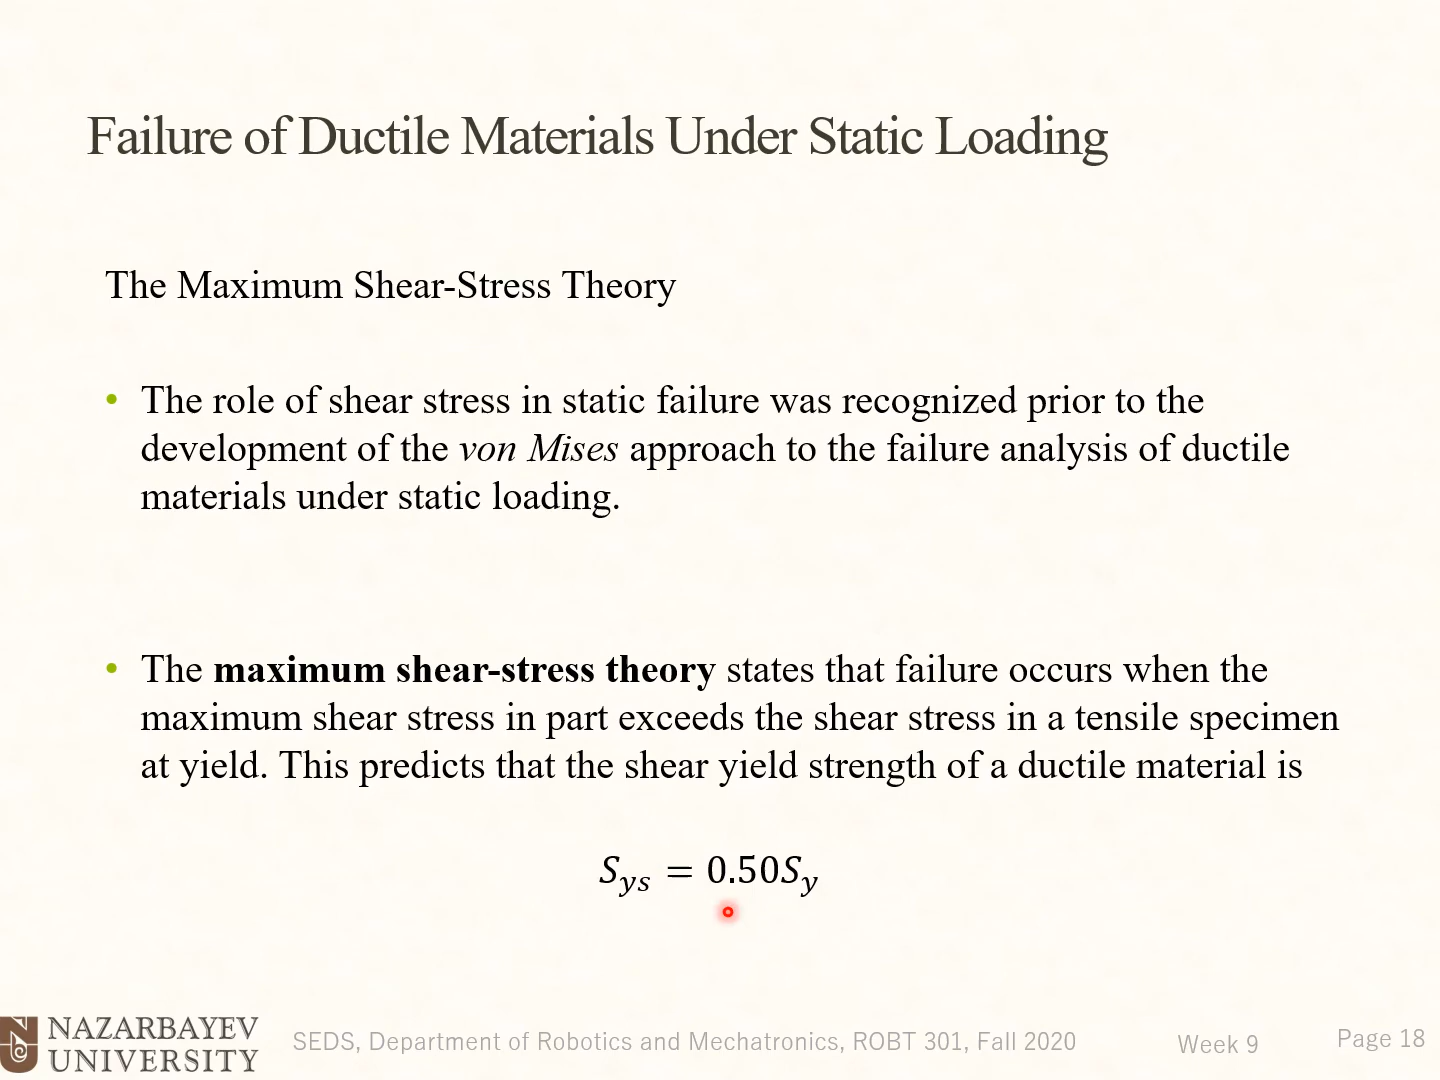 Failure of Ductile Materials Under Static Loading
The Maximum Shear-Stress Theory
• The role of shear stress in static failure was recognized prior to the
development of the von Mises approach to the failure analysis of ductile
materials under static loading.
• The maximum shear-stress theory states that failure occurs when the
maximum shear stress in part exceeds the shear stress in a tensile specimen
at yield. This predicts that the shear yield strength of a ductile material is
S_ys = 0.50S_y
NAZARBAYEV
UNIVERSITY
SEDS, Department of Robotics and Mechatronics, ROBT 301, Fall 2020
Week 9
Page 18